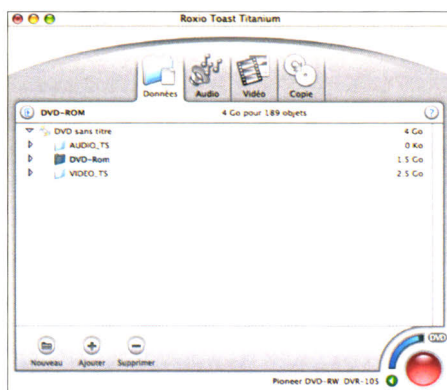 Roxio Toast Titanium
Données Audio Vidéo Copie
DVD-ROM 4 Go pour 189 objets ?
DVD sans titre 4 Go
AUDIO_TS 0 Ko
DVD-Rom 1.5 Go
VIDEO_TS 2.5 Go
DVD
Nouveau Ajouter Supprimer
Pioneer DVD-RW DVR-105